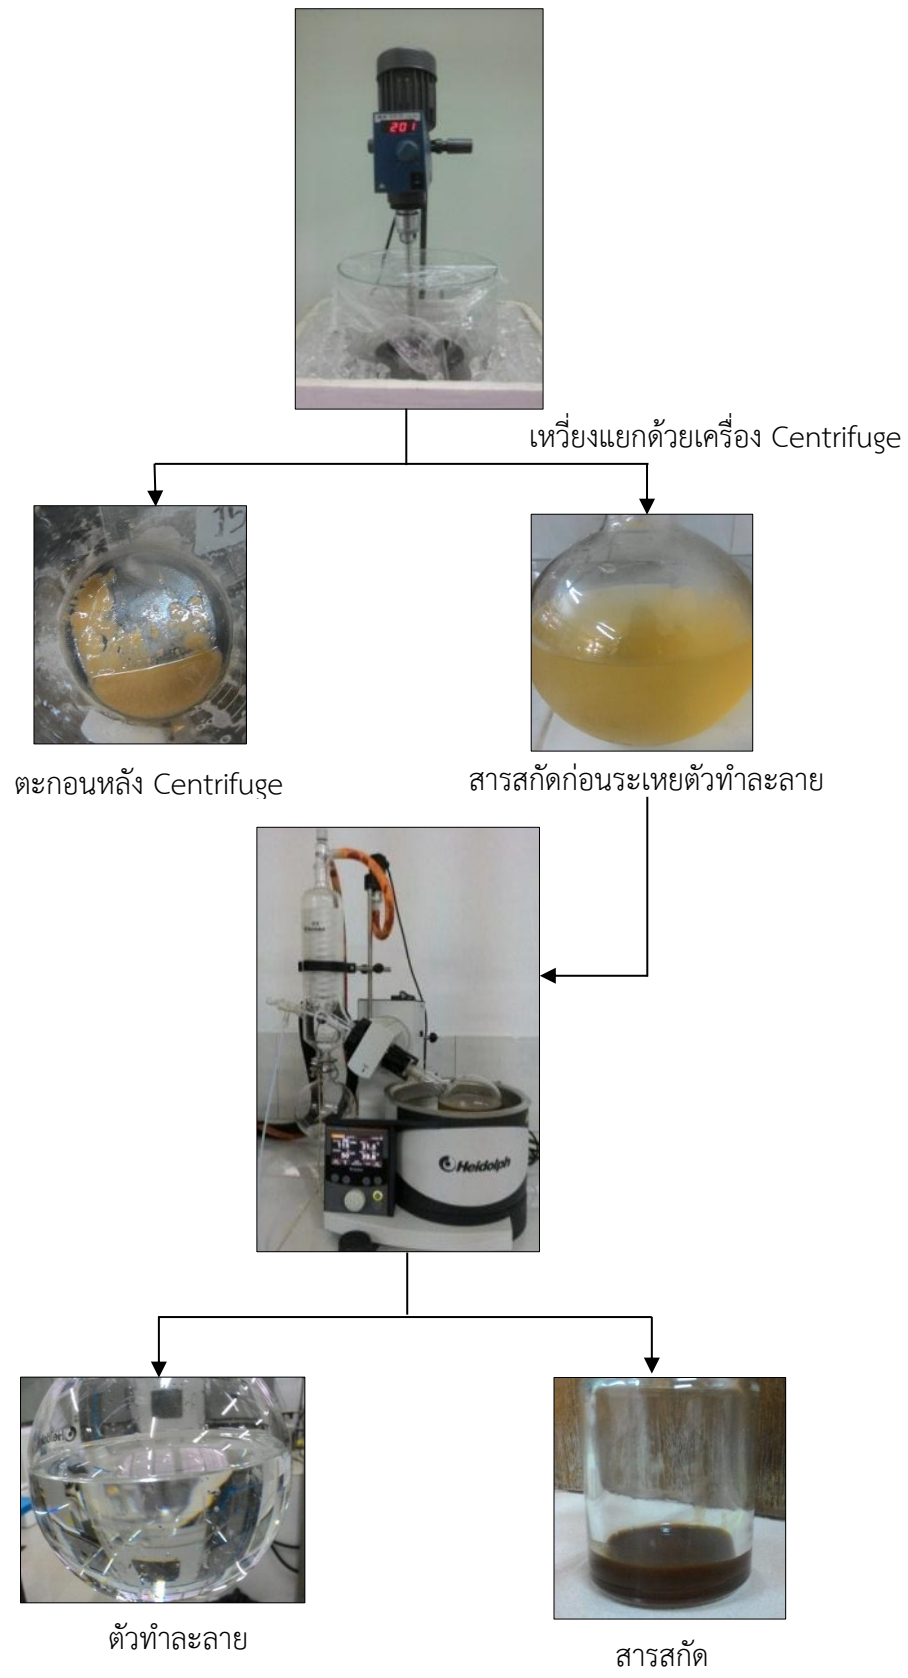 201
เหวี่ยงแยกด้วยเครื่อง Centrifuge
ตะกอนหลัง Centrifuge
สารสกัดก่อนระเหยตัวทำละลาย
Heidolph
Heidolph
ตัวทำละลาย
สารสกัด